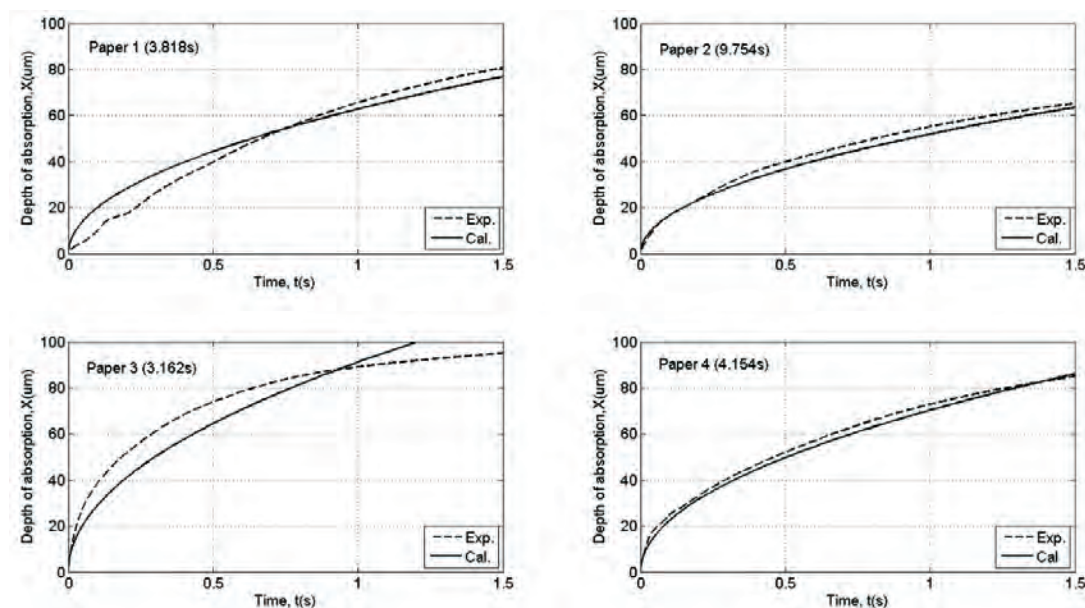 Paper 1 (3.818s)
Depth of absorption,X(um)
100
80
60
40
20
0
0 0.5 1 1.5
Time, t(s)
Exp.
Cal.
Paper 2 (9.754s)
Depth of absorption,X(um)
100
80
60
40
20
0
0 0.5 1 1.5
Time, t(s)
Exp.
Cal.
Paper 3 (3.162s)
Depth of absorption,X(um)
100
80
60
40
20
0
0 0.5 1 1.5
Time, t(s)
Exp.
Cal.
Paper 4 (4.154s)
Depth of absorption,X(um)
100
80
60
40
20
0
0 0.5 1 1.5
Time, t(s)
Exp.
Cal.